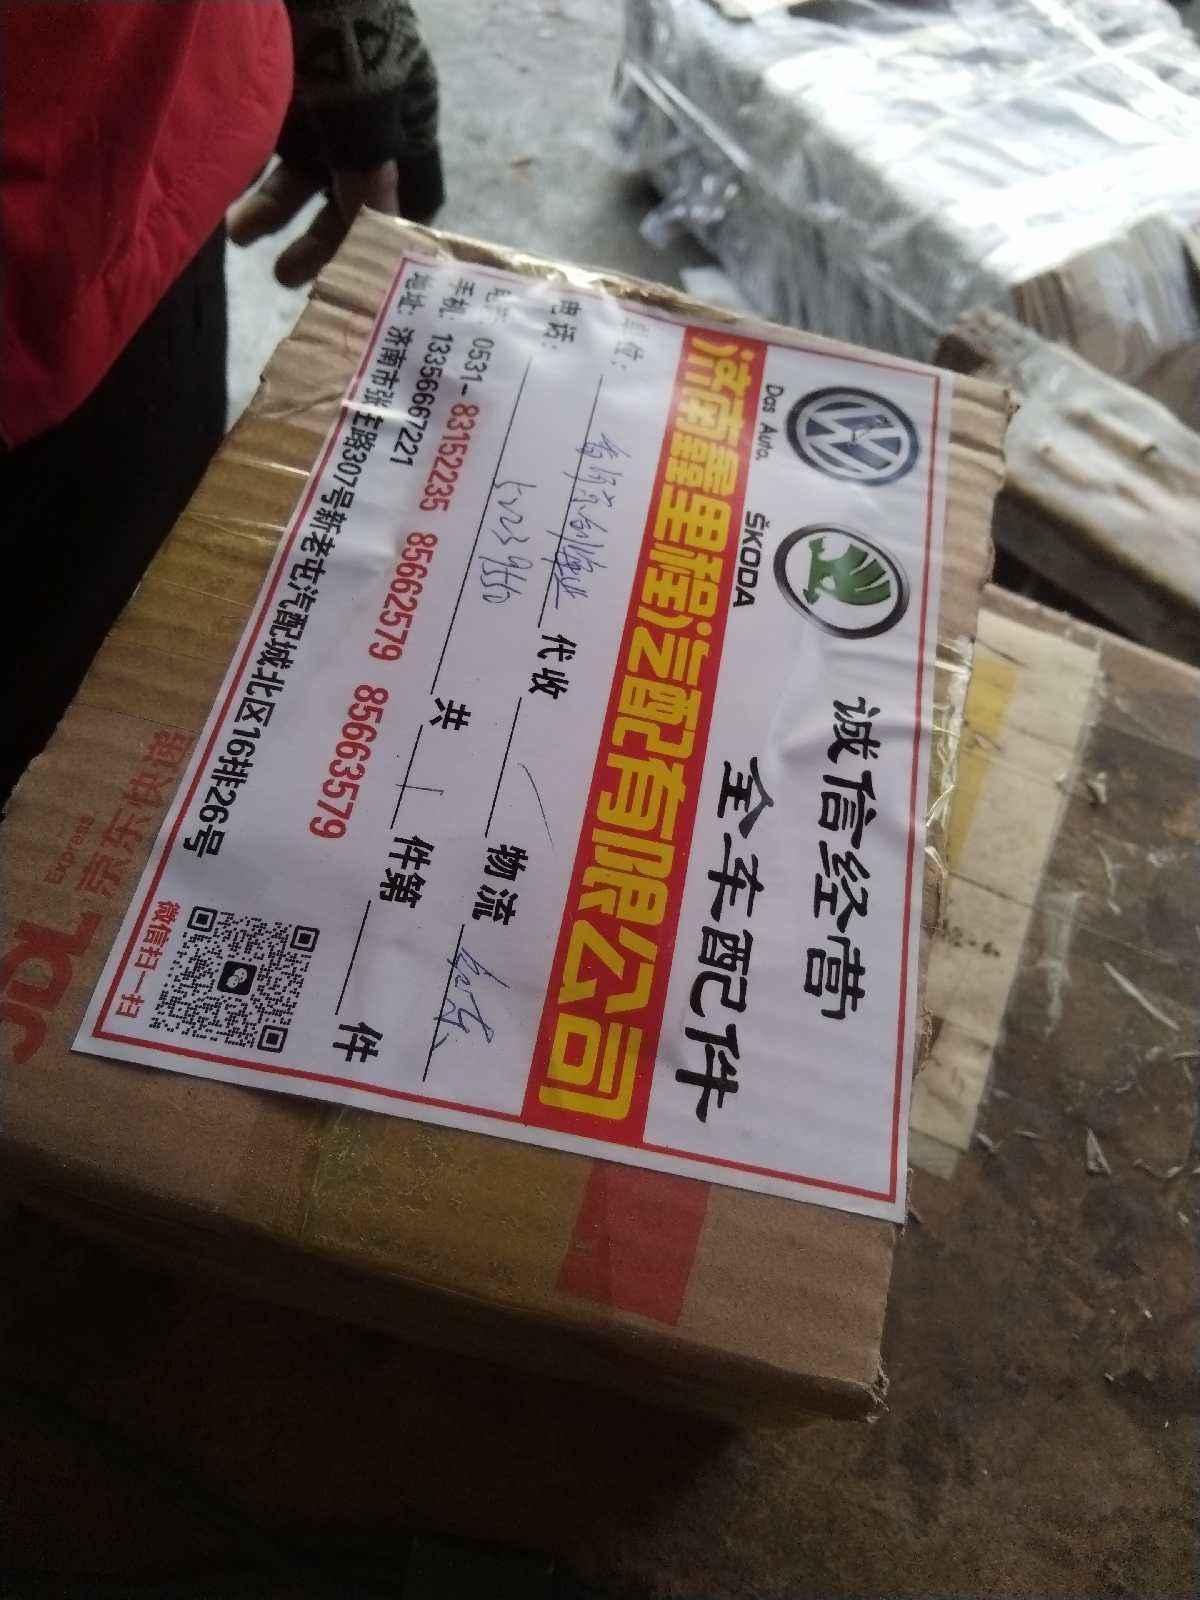 Das Auto.
ŠKODA
诚信经营
全车配件
济南鑫里程汽配有限公司
单位: 代收 物流
电话: 共 1 件第 件
电话: 0531-83152235 85662579 85663579
手机: 13356667221
地址: 济南市张庄路307号新老屯汽配城北区16排26号
微信扫一扫
JDL
京东快递
express